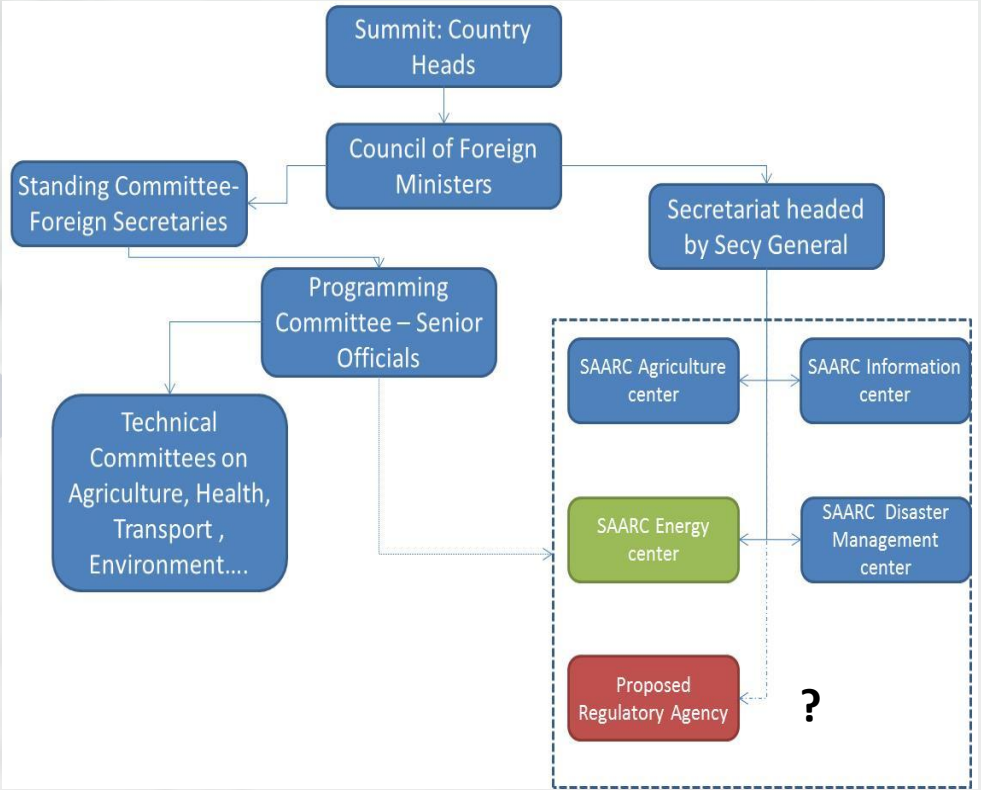 Summit: Country
Heads
Council of Foreign
Ministers
Standing Committee-
Foreign Secretaries
Secretariat headed
by Secy General
Programming
Committee – Senior
Officials
Technical
Committees on
Agriculture, Health,
Transport ,
Environment....
SAARC Agriculture
center
SAARC Information
center
SAARC Energy
center
SAARC Disaster
Management
center
Proposed
Regulatory Agency
?